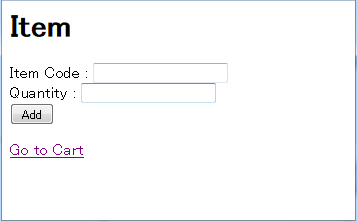 Item
Item Code :
Quantity :
Add
Go to Cart